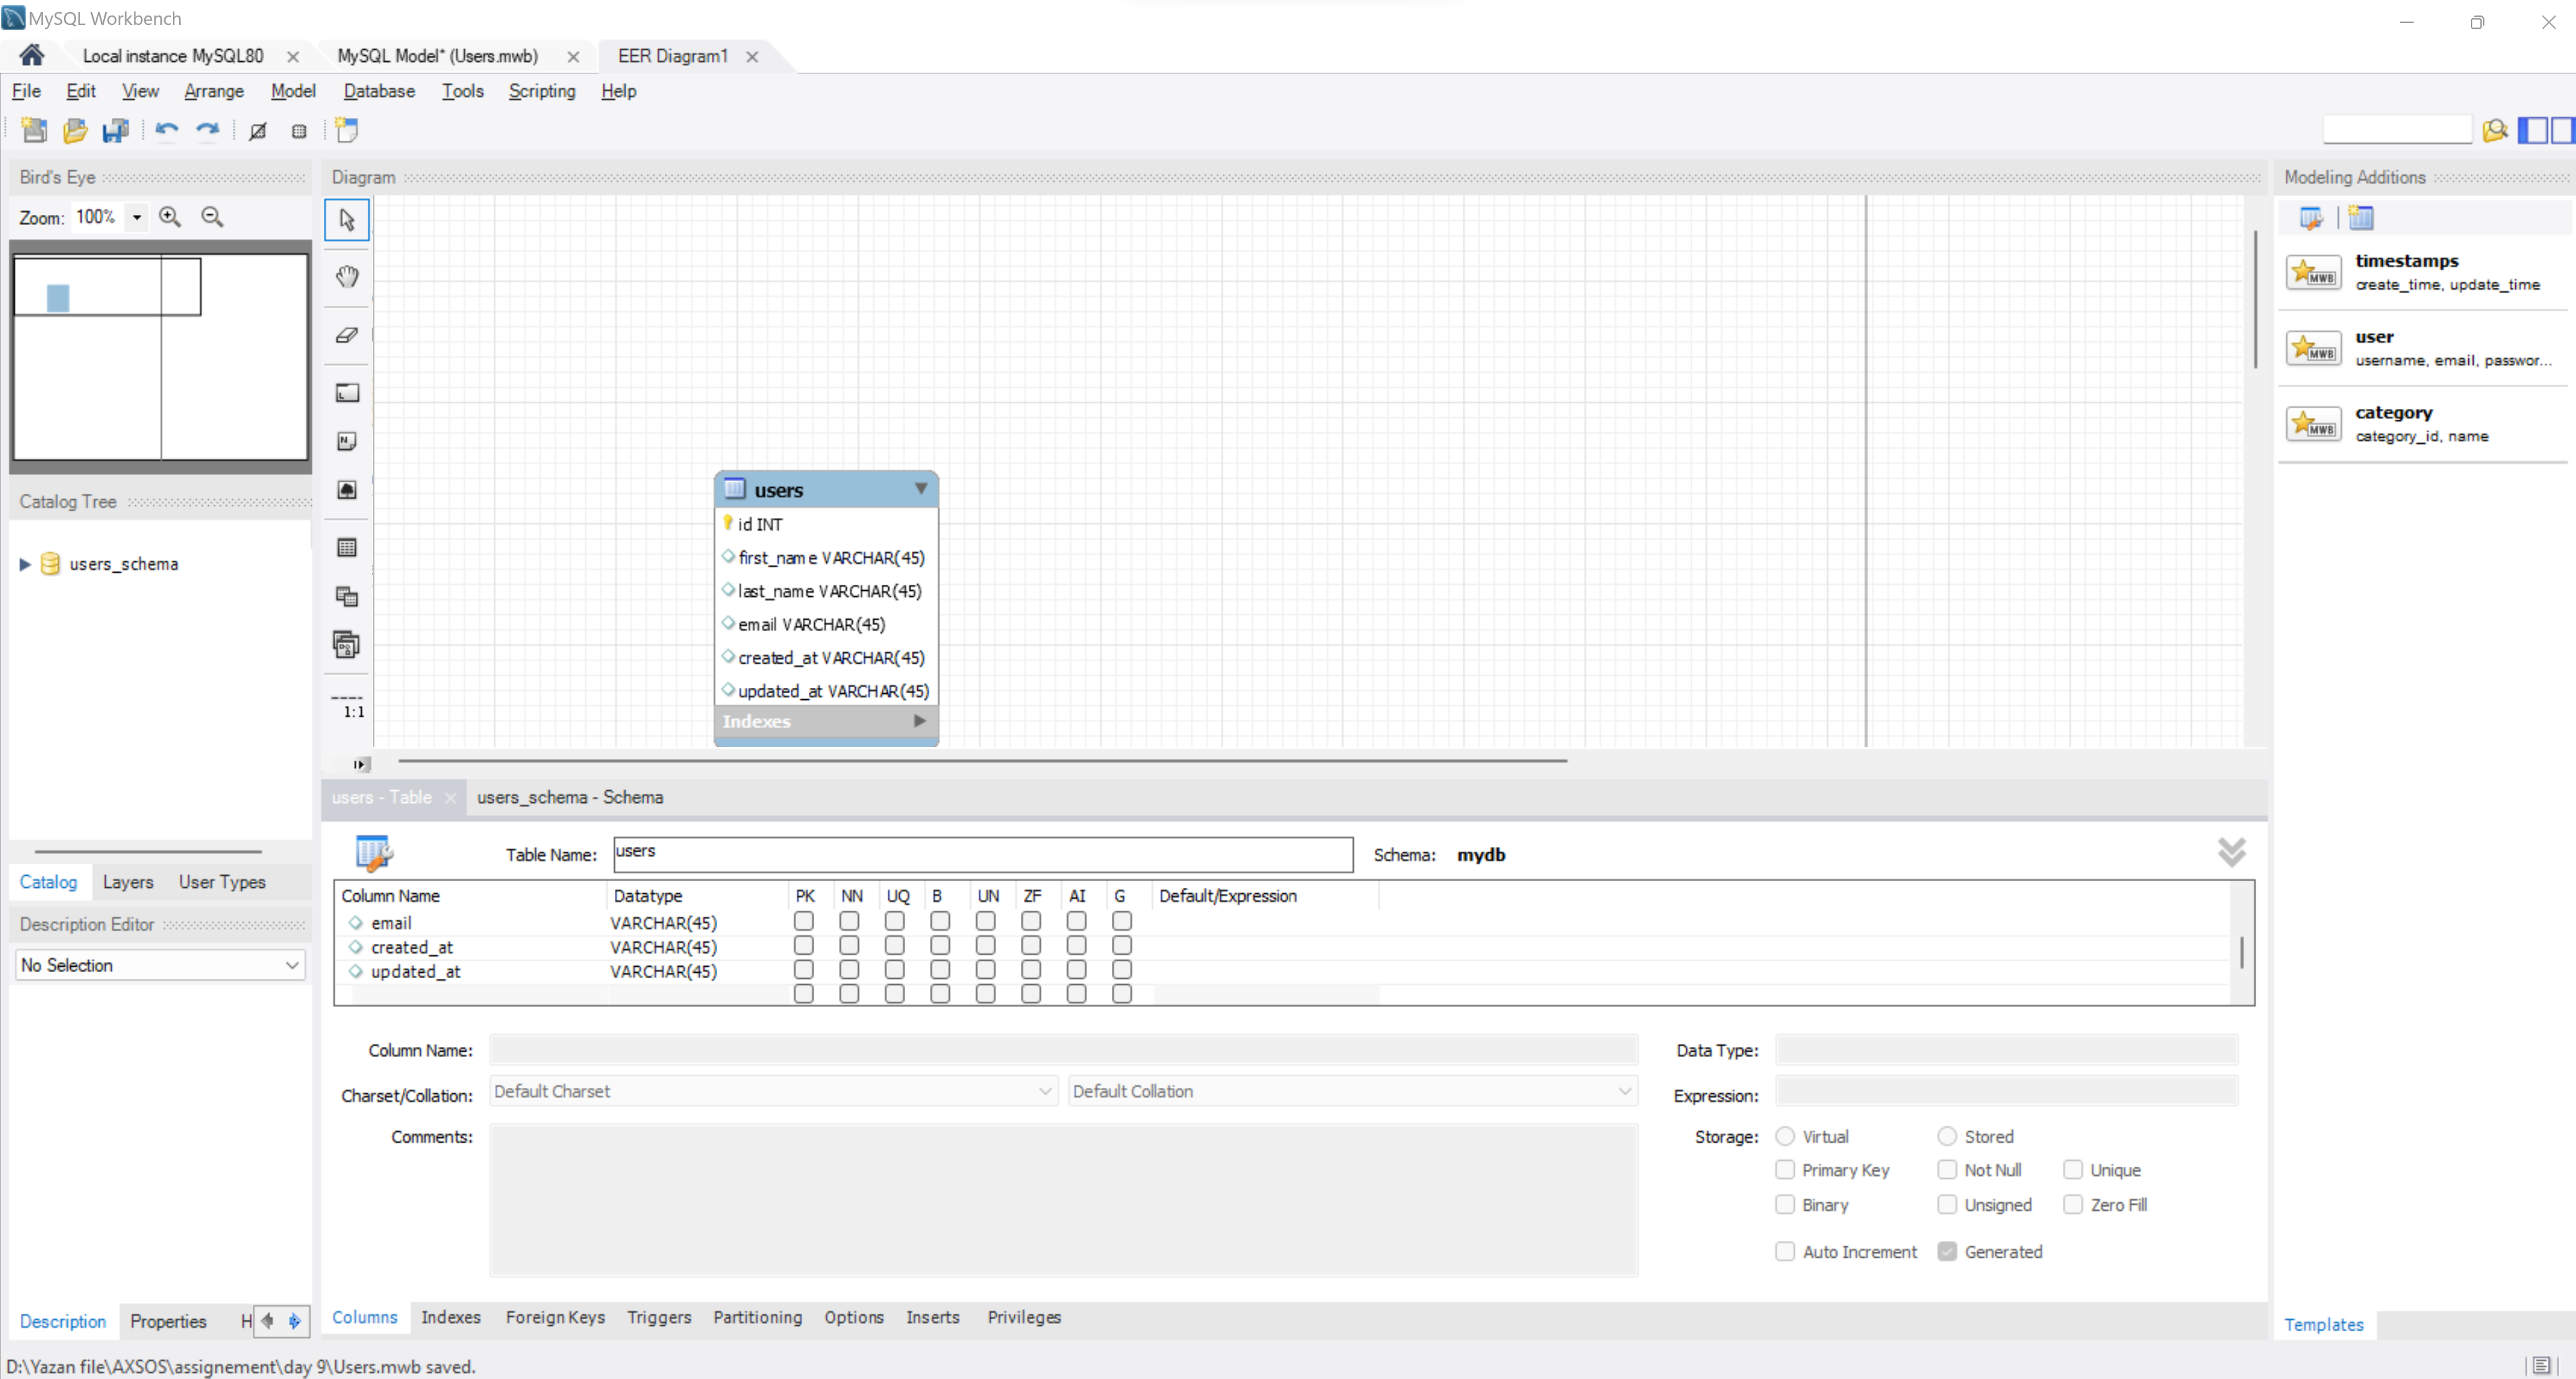 MySQL Workbench
Local instance MySQL80
MySQL Model* (Users.mwb)
EER Diagram1
File Edit View Arrange Model Database Tools Scripting Help
Bird's Eye
Zoom: 100%
Diagram
1:1
Catalog Tree
users_schema
Catalog Layers User Types
Description Editor
No Selection
Description Properties H
users
id INT
first_name VARCHAR(45)
last_name VARCHAR(45)
email VARCHAR(45)
created_at VARCHAR(45)
updated_at VARCHAR(45)
Indexes
users - Table
users_schema - Schema
Table Name: users Schema: mydb
Column Name Datatype PK NN UQ B UN ZF AI G Default/Expression
email VARCHAR(45)
created_at VARCHAR(45)
updated_at VARCHAR(45)
Column Name: Data Type:
Charset/Collation: Default Charset Default Collation Expression:
Comments: Storage: Virtual Stored
Primary Key Not Null Unique
Binary Unsigned Zero Fill
Auto Increment Generated
Columns Indexes Foreign Keys Triggers Partitioning Options Inserts Privileges
Modeling Additions
MWB
timestamps
create_time, update_time
MWB
user
username, email, passwor...
MWB
category
category_id, name
Templates
D:\Yazan file\AXSOS\assignement\day 9\Users.mwb saved.